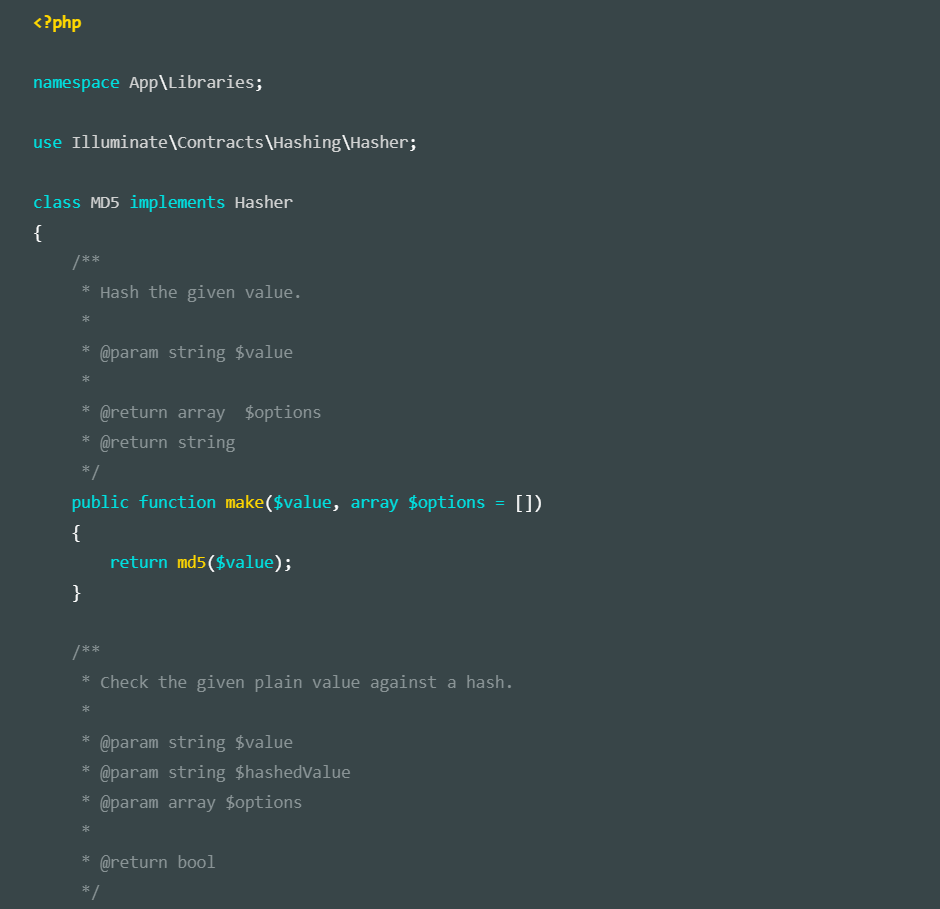 <?php
namespace App\Libraries;
use Illuminate\Contracts\Hashing\Hasher;
class MD5 implements Hasher
{
/**
* Hash the given value.
*
* @param string $value
*
* @return array  $options
* @return string
*/
public function make($value, array $options = [])
{
return md5($value);
}
/**
* Check the given plain value against a hash.
*
* @param string $value
* @param string $hashedValue
* @param array $options
*
* @return bool
*/